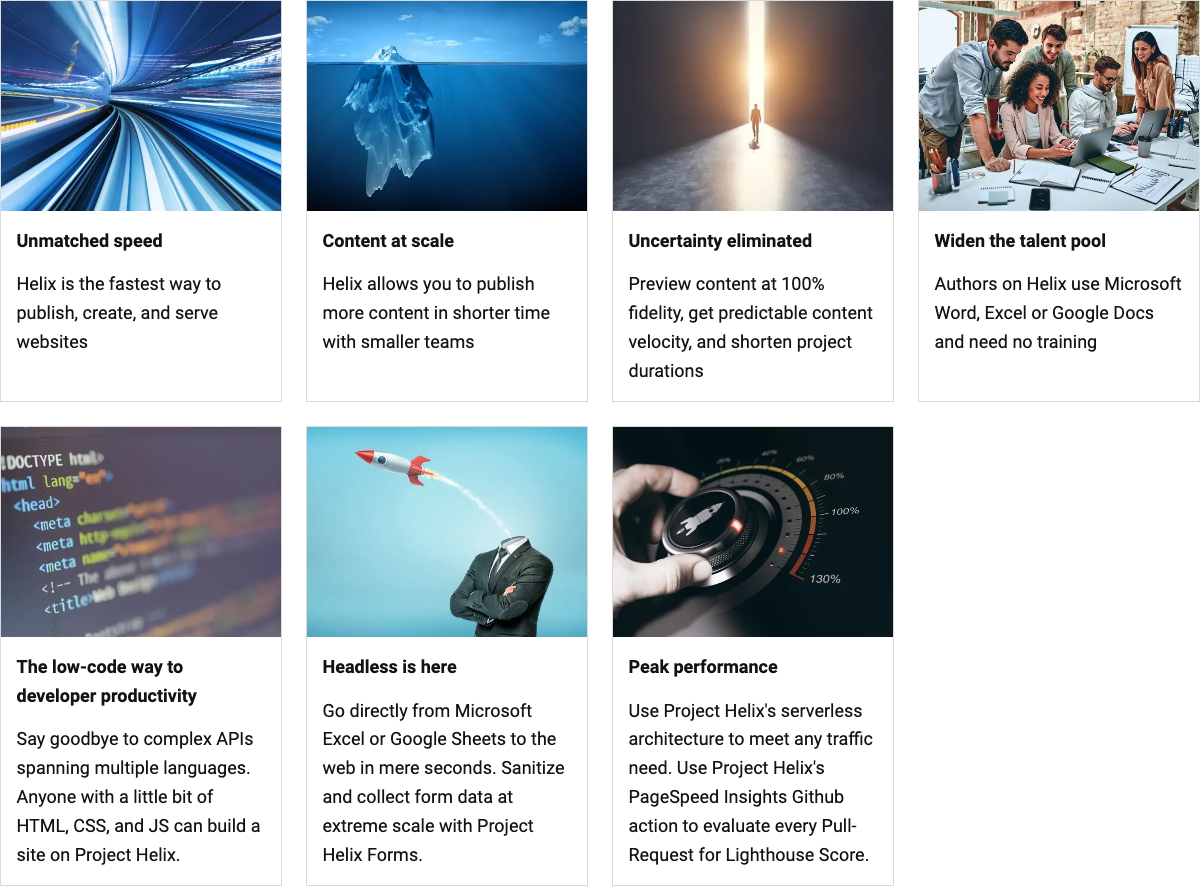 Unmatched speed
Helix is the fastest way to
publish, create, and serve
websites
Content at scale
Helix allows you to publish
more content in shorter time
with smaller teams
Uncertainty eliminated
Preview content at 100%
fidelity, get predictable content
velocity, and shorten project
durations
Widen the talent pool
Authors on Helix use Microsoft
Word, Excel or Google Docs
and need no training
!DOCTYPE html>
html lang="en">
<head>
<meta
<meta
<meta name=
<!-- The
<title>Web Design
The low-code way to
developer productivity
Say goodbye to complex APIs
spanning multiple languages.
Anyone with a little bit of
HTML, CSS, and JS can build a
site on Project Helix.
Headless is here
Go directly from Microsoft
Excel or Google Sheets to the
web in mere seconds. Sanitize
and collect form data at
extreme scale with Project
Helix Forms.
20%
40%
60%
80%
100%
130%
Peak performance
Use Project Helix's serverless
architecture to meet any traffic
need. Use Project Helix's
PageSpeed Insights Github
action to evaluate every Pull-
Request for Lighthouse Score.